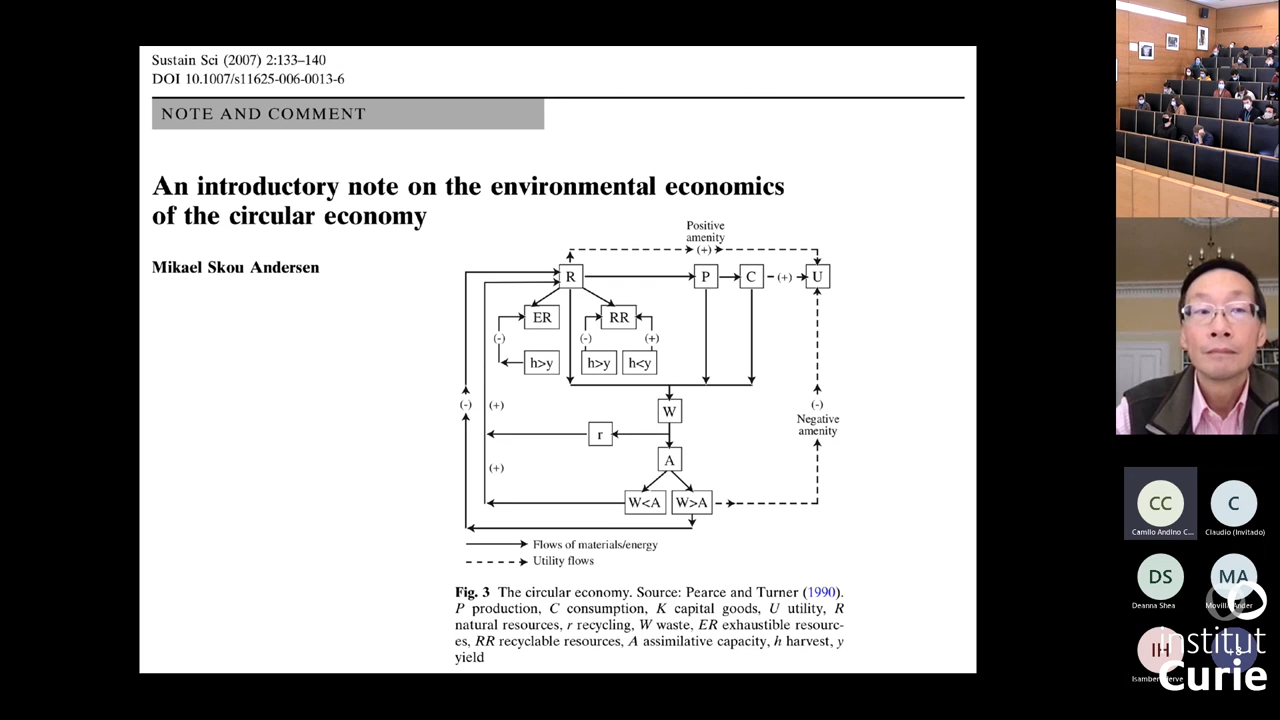 Sustain Sci (2007) 2:133–140
DOI 10.1007/s11625-006-0013-6
NOTE AND COMMENT
An introductory note on the environmental economics
of the circular economy
Mikael Skou Andersen
Positive
amenity
(+)
R
P
C
(+)
U
ER
RR
(-)
(-)
(+)
h>y
h>y
h<y
(-)
(+)
W
(-)
Negative
amenity
r
A
(+)
W<A
W>A
Flows of materials/energy
Utility flows
Fig. 3 The circular economy. Source: Pearce and Turner (1990).
P production, C consumption, K capital goods, U utility, R
natural resources, r recycling, W waste, ER exhaustible resourc-
es, RR recyclable resources, A assimilative capacity, h harvest, y
yield
CC
C
Camilo Andino C...
Claudio (Invitado)
DS
MA
Deanna Shea
IH
institut
Curie